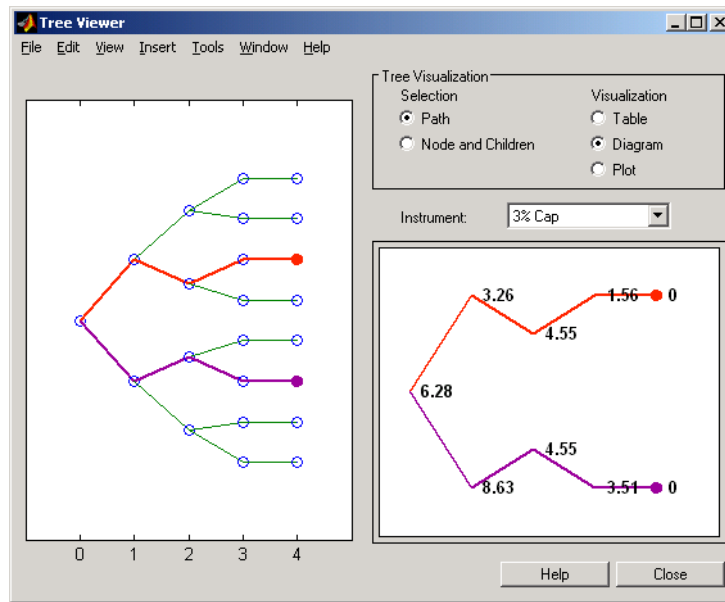 Tree Viewer
File Edit View Insert Tools Window Help
Tree Visualization
Selection
Path
Node and Children
Visualization
Table
Diagram
Plot
Instrument: 3% Cap
0 1 2 3 4
3.26 1.56 0
4.55
6.28
4.55
8.63 3.51 0
Help Close